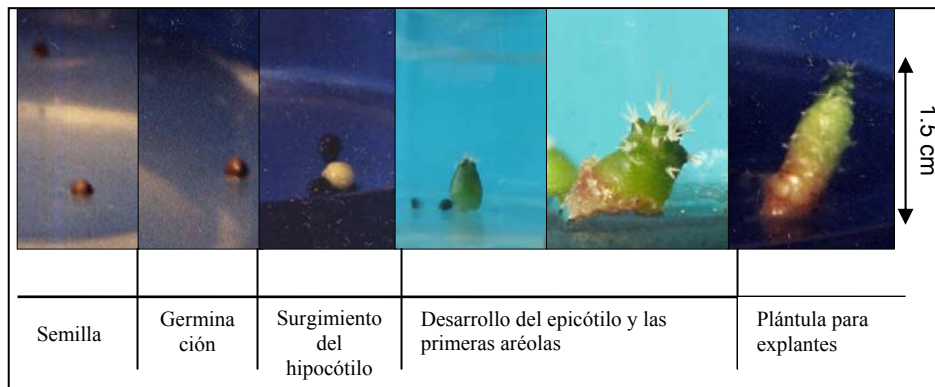 1.5 cm
Semilla
Germina
ción
Surgimiento
del
hipocótilo
Desarrollo del epicótilo y las
primeras aréolas
Plántula para
explantes